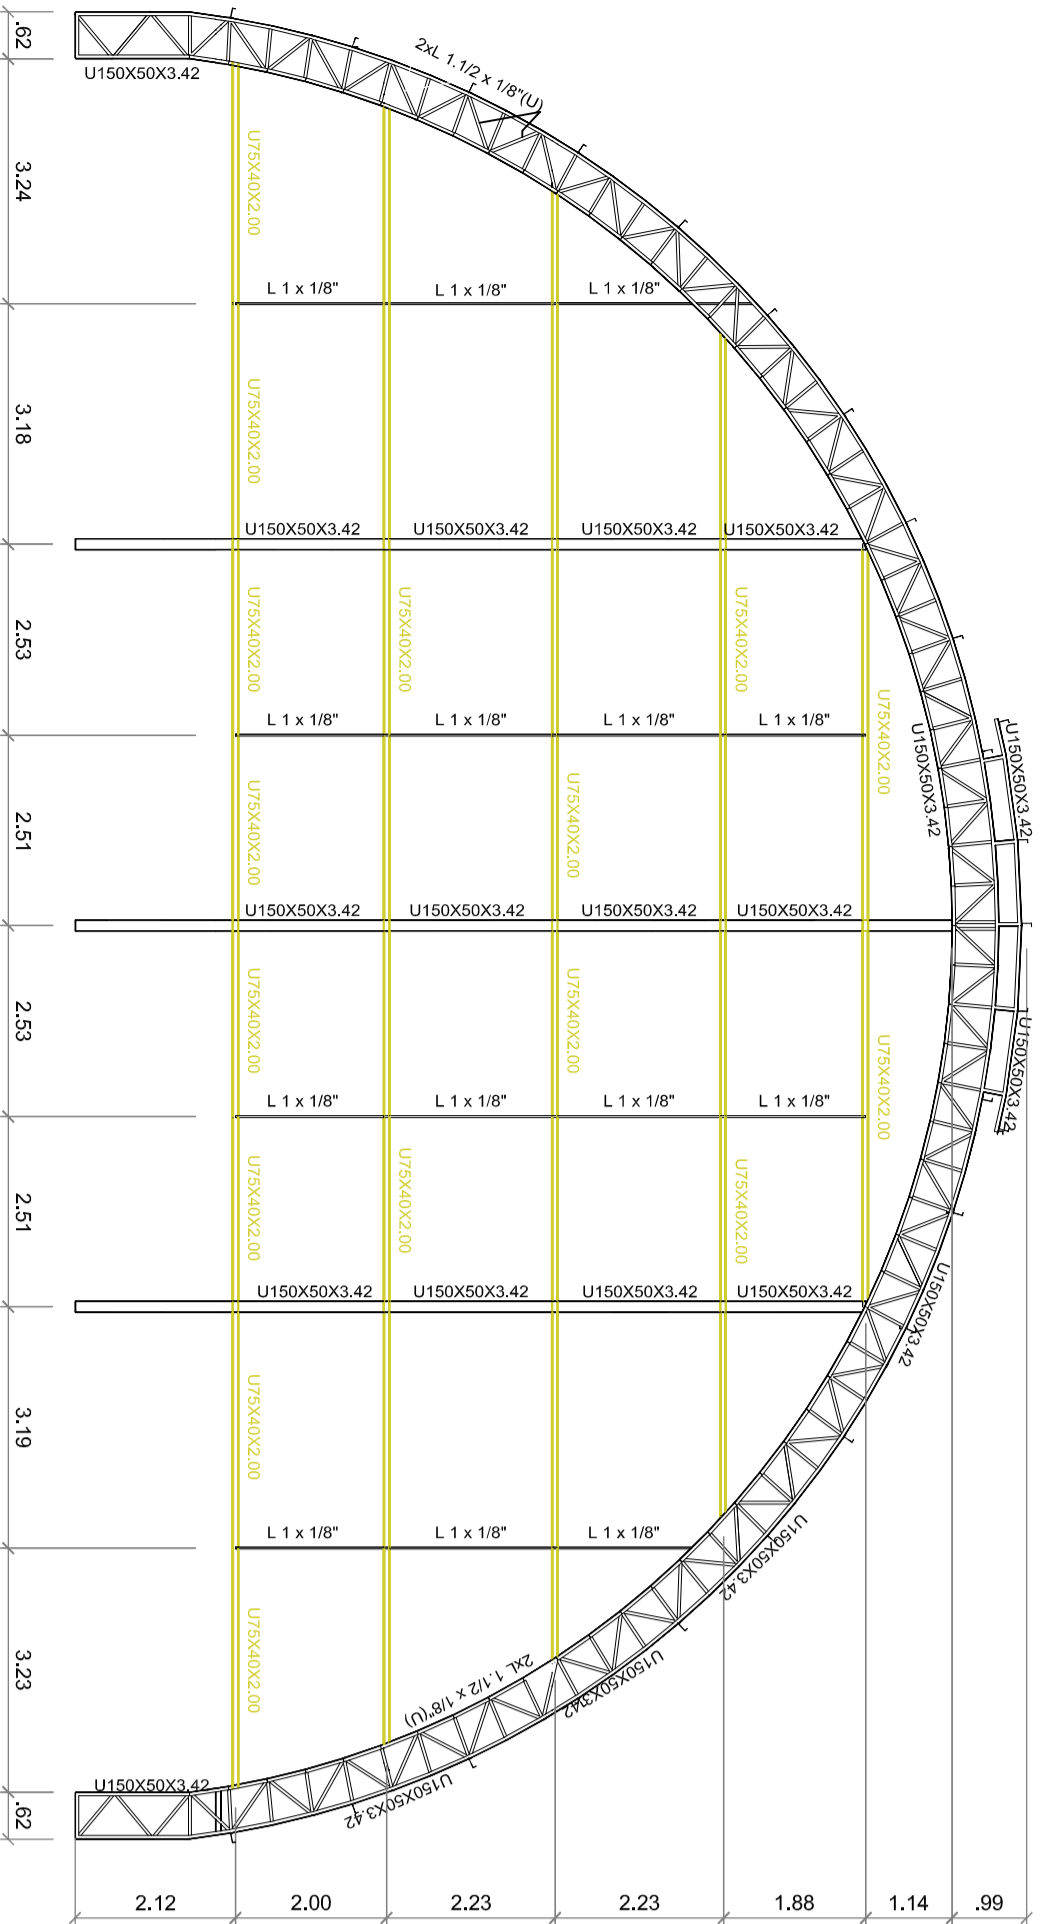 .62
U150X50X3.42
2xL 1.1/2 x 1/8"(U)
U75X40X2.00
3.24
L 1 x 1/8"
L 1 x 1/8"
L 1 x 1/8"
3.18
U75X40X2.00
U150X50X3.42
U150X50X3.42
U150X50X3.42
U150X50X3.42
2.53
U75X40X2.00
U75X40X2.00
U75X40X2.00
U75X40X2.00
L 1 x 1/8"
L 1 x 1/8"
L 1 x 1/8"
L 1 x 1/8"
U150X50X3.42
U150X50X3.42
2.51
U75X40X2.00
U75X40X2.00
U150X50X3.42
U150X50X3.42
U150X50X3.42
U150X50X3.42
2.53
U75X40X2.00
U75X40X2.00
U75X40X2.00
U150X50X3.42
L 1 x 1/8"
L 1 x 1/8"
L 1 x 1/8"
L 1 x 1/8"
2.51
U75X40X2.00
U75X40X2.00
U75X40X2.00
U150X50X3.42
U150X50X3.42
U150X50X3.42
U150X50X3.42
U150X50X3.42
3.19
U75X40X2.00
L 1 x 1/8"
L 1 x 1/8"
L 1 x 1/8"
U150X50X3.42
3.23
U75X40X2.00
2xL 1.1/2 x 1/8"(U)
U150X50X3.42
U150X50X3.42
U150X50X3.42
.62
2.12
2.00
2.23
2.23
1.88
1.14
.99